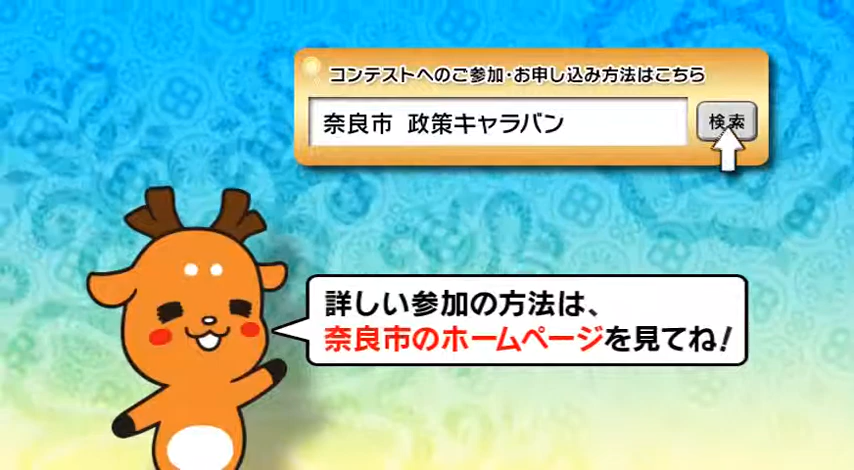 コンテストへのご参加・お申し込み方法はこちら
奈良市 政策キャラバン
検索
詳しい参加の方法は、
奈良市のホームページを見てね!